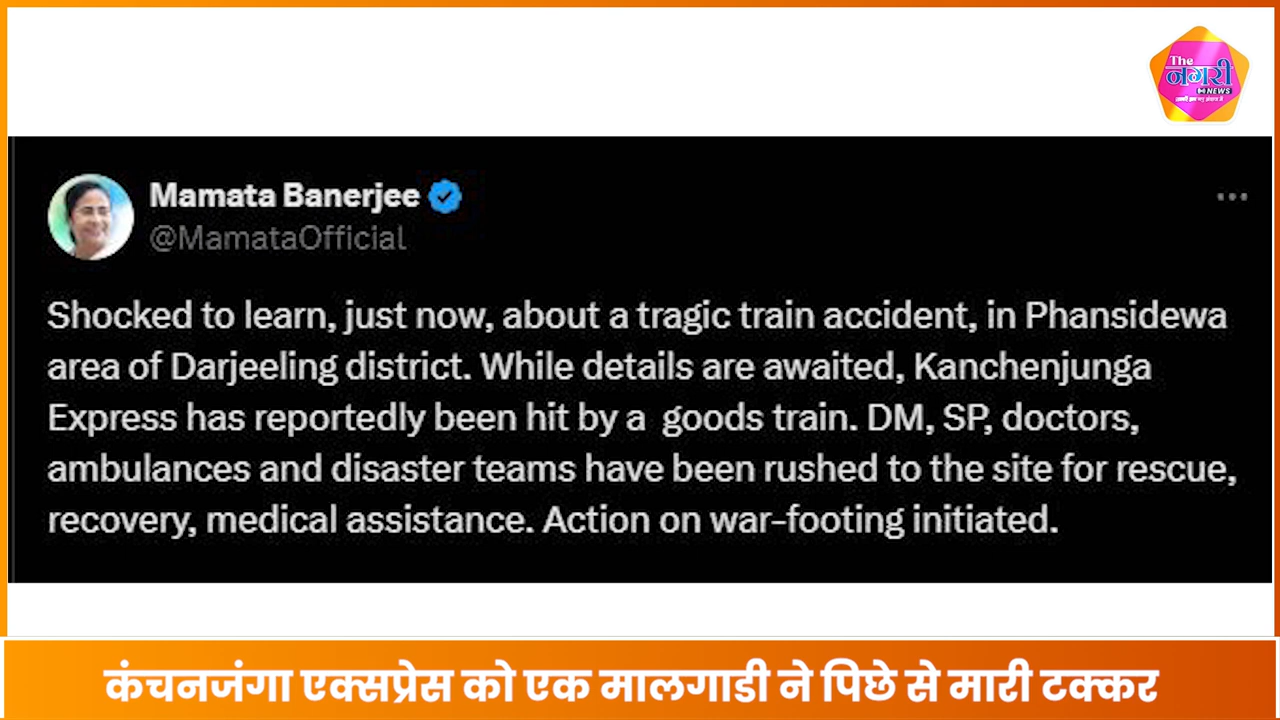 The
नगरी
NEWS
Mamata Banerjee
@MamataOfficial
Shocked to learn, just now, about a tragic train accident, in Phansidewa
area of Darjeeling district. While details are awaited, Kanchenjunga
Express has reportedly been hit by a  goods train. DM, SP, doctors,
ambulances and disaster teams have been rushed to the site for rescue,
recovery, medical assistance. Action on war-footing initiated.
कंचनजंगा एक्सप्रेस को एक मालगाडी ने पिछे से मारी टक्कर